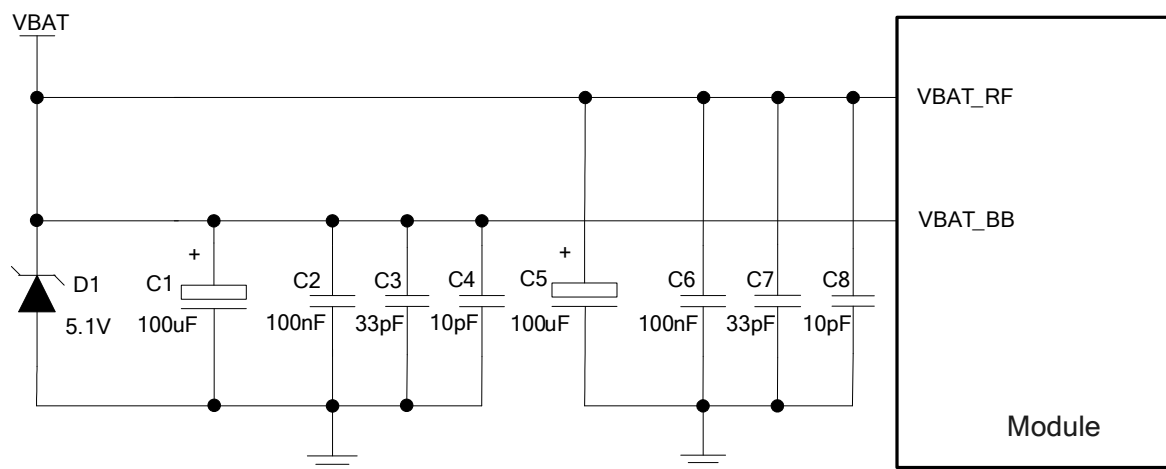 VBAT
VBAT_RF
VBAT_BB
+
+
D1
C1
C2
C3
C4
C5
C6
C7
C8
5.1V
100uF
100nF
33pF
10pF
100uF
100nF
33pF
10pF
Module